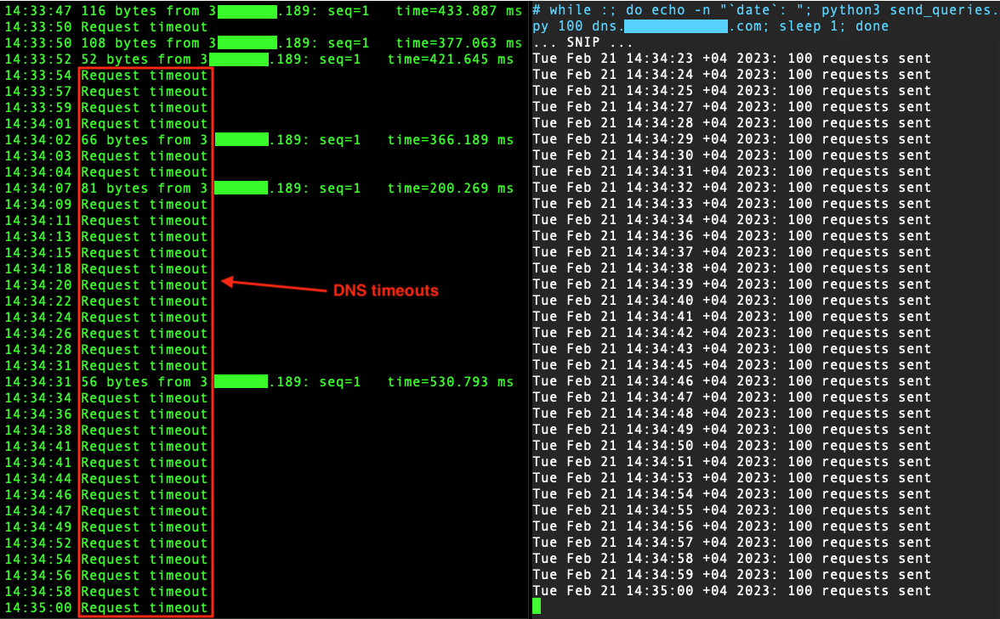 14:33:47 116 bytes from 3 .189: seq=1 time=433.887 ms
14:33:50 Request timeout
14:33:50 108 bytes from 3 .189: seq=1 time=377.063 ms
14:33:52 52 bytes from 3 .189: seq=1 time=421.645 ms
14:33:54 Request timeout
14:33:57 Request timeout
14:33:59 Request timeout
14:34:01 Request timeout
14:34:02 66 bytes from 3 .189: seq=1 time=366.189 ms
14:34:03 Request timeout
14:34:04 Request timeout
14:34:07 81 bytes from 3 .189: seq=1 time=200.269 ms
14:34:09 Request timeout
14:34:11 Request timeout
14:34:13 Request timeout
14:34:15 Request timeout
14:34:18 Request timeout
14:34:20 Request timeout
14:34:22 Request timeout
14:34:24 Request timeout
14:34:26 Request timeout
14:34:28 Request timeout
14:34:31 Request timeout
14:34:31 56 bytes from 3 .189: seq=1 time=530.793 ms
14:34:34 Request timeout
14:34:36 Request timeout
14:34:38 Request timeout
14:34:41 Request timeout
14:34:41 Request timeout
14:34:44 Request timeout
14:34:46 Request timeout
14:34:47 Request timeout
14:34:49 Request timeout
14:34:52 Request timeout
14:34:54 Request timeout
14:34:56 Request timeout
14:34:58 Request timeout
14:35:00 Request timeout
DNS timeouts
# while :; do echo -n "`date`: "; python3 send_queries.
py 100 dns. .com; sleep 1; done
... SNIP ...
Tue Feb 21 14:34:23 +04 2023: 100 requests sent
Tue Feb 21 14:34:24 +04 2023: 100 requests sent
Tue Feb 21 14:34:25 +04 2023: 100 requests sent
Tue Feb 21 14:34:27 +04 2023: 100 requests sent
Tue Feb 21 14:34:28 +04 2023: 100 requests sent
Tue Feb 21 14:34:29 +04 2023: 100 requests sent
Tue Feb 21 14:34:30 +04 2023: 100 requests sent
Tue Feb 21 14:34:31 +04 2023: 100 requests sent
Tue Feb 21 14:34:32 +04 2023: 100 requests sent
Tue Feb 21 14:34:33 +04 2023: 100 requests sent
Tue Feb 21 14:34:34 +04 2023: 100 requests sent
Tue Feb 21 14:34:36 +04 2023: 100 requests sent
Tue Feb 21 14:34:37 +04 2023: 100 requests sent
Tue Feb 21 14:34:38 +04 2023: 100 requests sent
Tue Feb 21 14:34:39 +04 2023: 100 requests sent
Tue Feb 21 14:34:40 +04 2023: 100 requests sent
Tue Feb 21 14:34:41 +04 2023: 100 requests sent
Tue Feb 21 14:34:42 +04 2023: 100 requests sent
Tue Feb 21 14:34:43 +04 2023: 100 requests sent
Tue Feb 21 14:34:45 +04 2023: 100 requests sent
Tue Feb 21 14:34:46 +04 2023: 100 requests sent
Tue Feb 21 14:34:47 +04 2023: 100 requests sent
Tue Feb 21 14:34:48 +04 2023: 100 requests sent
Tue Feb 21 14:34:49 +04 2023: 100 requests sent
Tue Feb 21 14:34:50 +04 2023: 100 requests sent
Tue Feb 21 14:34:51 +04 2023: 100 requests sent
Tue Feb 21 14:34:53 +04 2023: 100 requests sent
Tue Feb 21 14:34:54 +04 2023: 100 requests sent
Tue Feb 21 14:34:55 +04 2023: 100 requests sent
Tue Feb 21 14:34:56 +04 2023: 100 requests sent
Tue Feb 21 14:34:57 +04 2023: 100 requests sent
Tue Feb 21 14:34:58 +04 2023: 100 requests sent
Tue Feb 21 14:34:59 +04 2023: 100 requests sent
Tue Feb 21 14:35:00 +04 2023: 100 requests sent